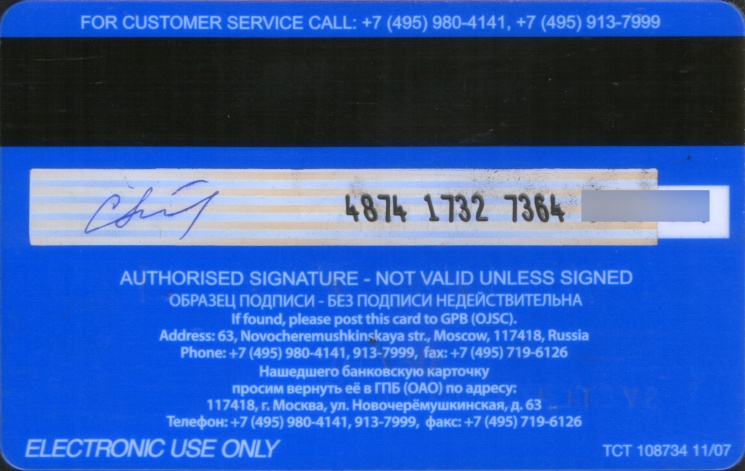 FOR CUSTOMER SERVICE CALL: +7 (495) 980-4141, +7 (495) 913-7999
4874 1732 7364
AUTHORISED SIGNATURE - NOT VALID UNLESS SIGNED
ОБРАЗЕЦ ПОДПИСИ - БЕЗ ПОДПИСИ НЕДЕЙСТВИТЕЛЬНА
If found, please post this card to GPB (OJSC).
Address: 63, Novocheremushkinskaya str., Moscow, 117418, Russia
Phone: +7 (495) 980-4141, 913-7999, fax: +7 (495) 719-6126
Нашедшего банковскую карточку
просим вернуть её в ГПБ (ОАО) по адресу:
117418, г. Москва, ул. Новочерёмушкинская, д. 63
Телефон: +7 (495) 980-4141, 913-7999, факс: +7 (495) 719-6126
ELECTRONIC USE ONLY
TCT 108734 11/07